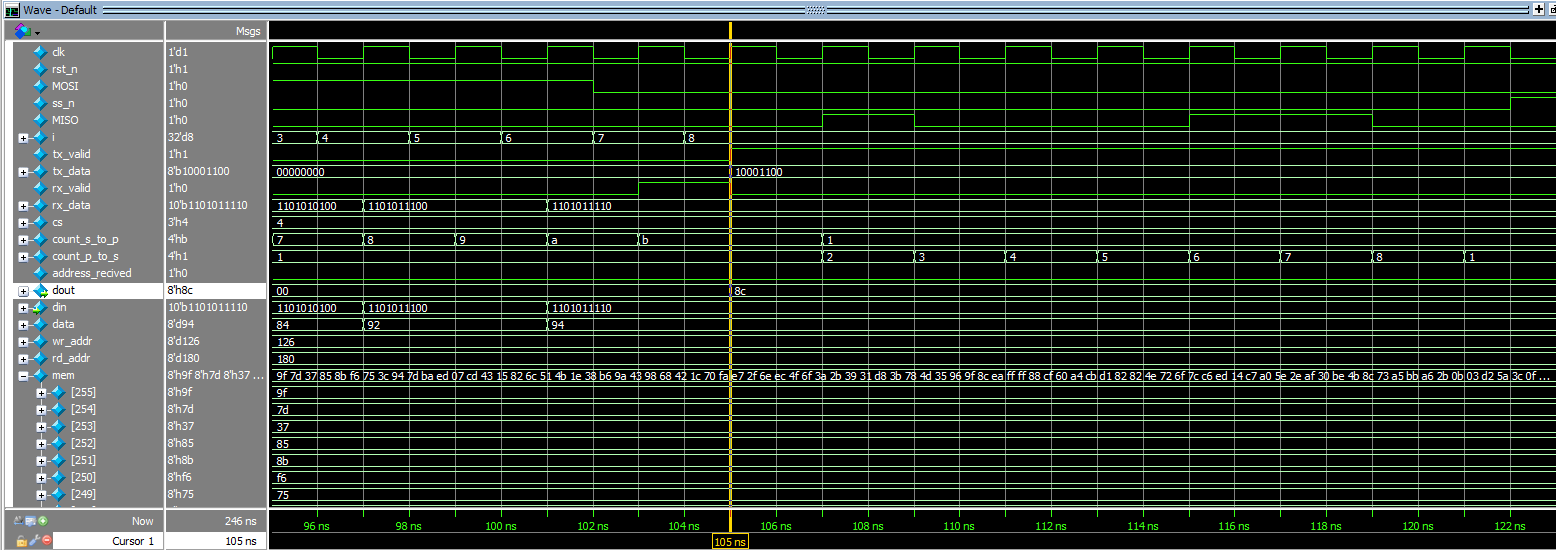 Wave - Default
Msgs
clk 1'd1
rst_n 1'h1
MOSI 1'h0
ss_n 1'h0
MISO 1'h0
i 32'd8 3 4 5 6 7 8
tx_valid 1'h1
tx_data 8'b10001100 00000000 10001100
rx_valid 1'h0
rx_data 10'b1101011110 1101010100 1101011100 1101011110
cs 3'h4 4
count_s_to_p 4'hb 7 8 9 a b 1
count_p_to_s 4'h1 1 2 3 4 5 6 7 8 1
address_recived 1'h0
dout 8'h8c 00 8c
din 10'b1101011110 1101010100 1101011100 1101011110
data 8'd94 84 92 94
wr_addr 8'd126 126
rd_addr 8'd180 180
mem 8'h9f 8'h7d 8'h37 ... 9f 7d 37 85 8b f6 75 3c 94 7d ba ed 07 cd 43 15 82 6c 51 4b 1e 38 b6 9a 43 98 68 42 1c 70 fa e7 2f 6e ec 4f 6f 3a 2b 39 31 d8 3b 78 4d 35 96 9f 8c ea ff ff 88 cf 60 a4 cb d1 82 82 4e 72 6f 7c c6 ed 14 c7 a0 5e 2e af 30 be 4b 8c 73 a5 bb a6 2b 0b 03 d2 5a 3c 0f ...
[255] 8'h9f 9f
[254] 8'h7d 7d
[253] 8'h37 37
[252] 8'h85 85
[251] 8'h8b 8b
[250] 8'hf6 f6
[249] 8'h75 75
Now 246 ns 96 ns 98 ns 100 ns 102 ns 104 ns 106 ns 108 ns 110 ns 112 ns 114 ns 116 ns 118 ns 120 ns 122 ns
Cursor 1 105 ns 105 ns